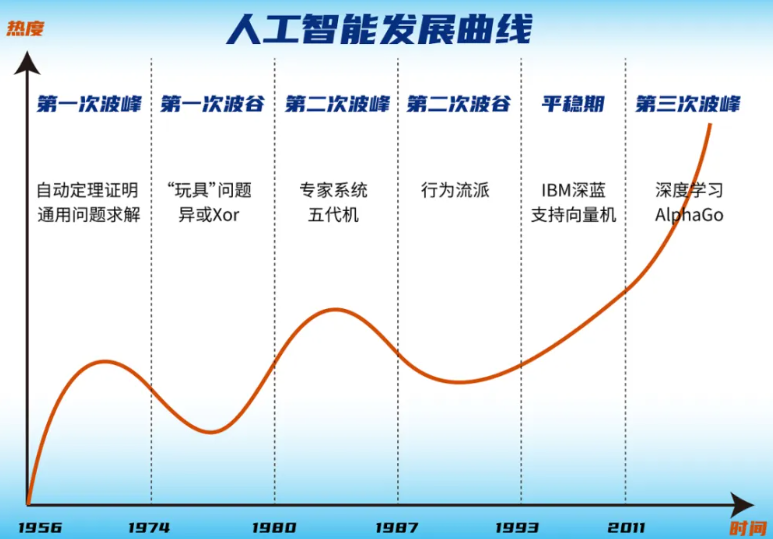 人工智能发展曲线
热度
第一次波峰
第一次波谷
第二次波峰
第二次波谷
平稳期
第三次波峰
自动定理证明
通用问题求解
“玩具”问题
异或Xor
专家系统
五代机
行为流派
IBM深蓝
支持向量机
深度学习
AlphaGo
1956
1974
1980
1987
1993
2011
时间